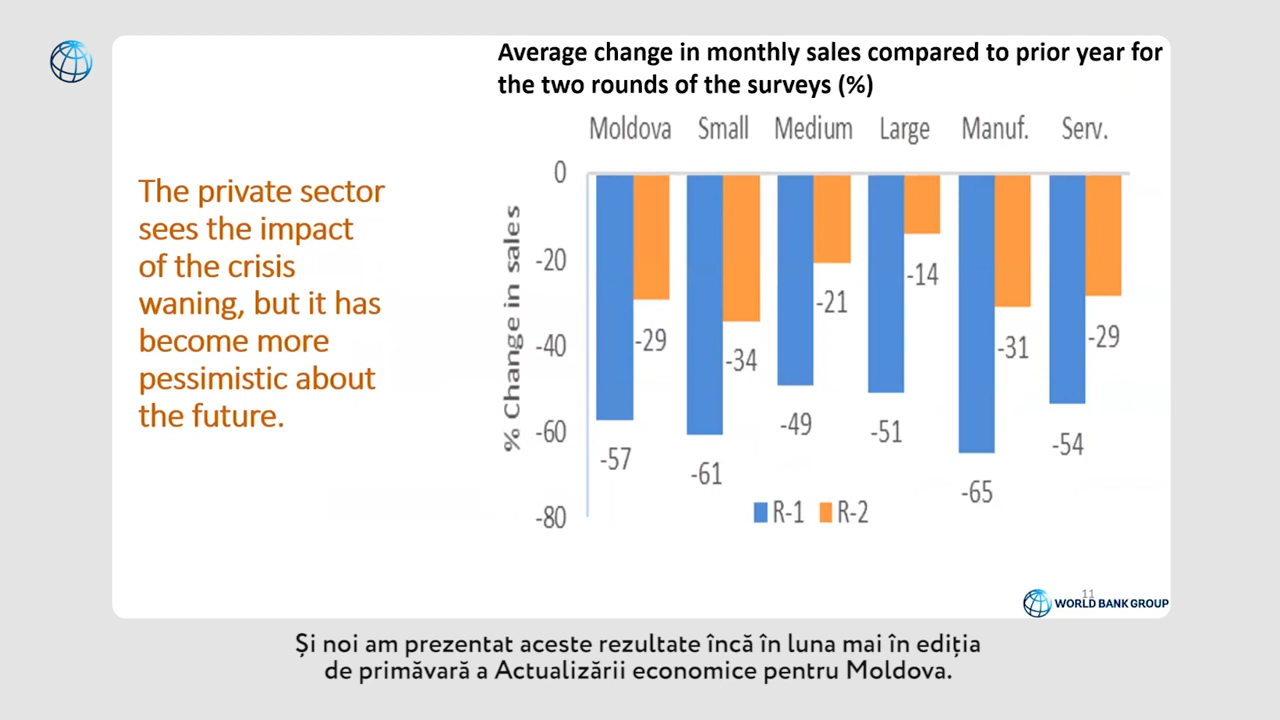 Average change in monthly sales compared to prior year for
the two rounds of the surveys (%)
The private sector
sees the impact
of the crisis
waning, but it has
become more
pessimistic about
the future.
Moldova Small Medium Large Manuf. Serv.
% Change in sales
0
-20
-40
-60
-80
-57 -29
-61 -34
-49 -21
-51 -14
-65 -31
-54 -29
R-1 R-2
11
WORLD BANK GROUP
Și noi am prezentat aceste rezultate încă în luna mai în ediția
de primăvară a Actualizării economice pentru Moldova.